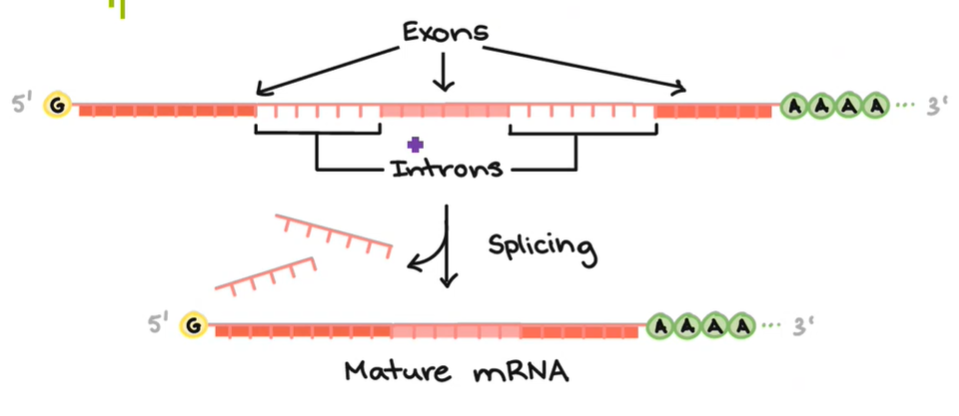 Exons
5' G A A A A ... 3'
Introns
Splicing
5' G A A A A ... 3'
Mature mRNA